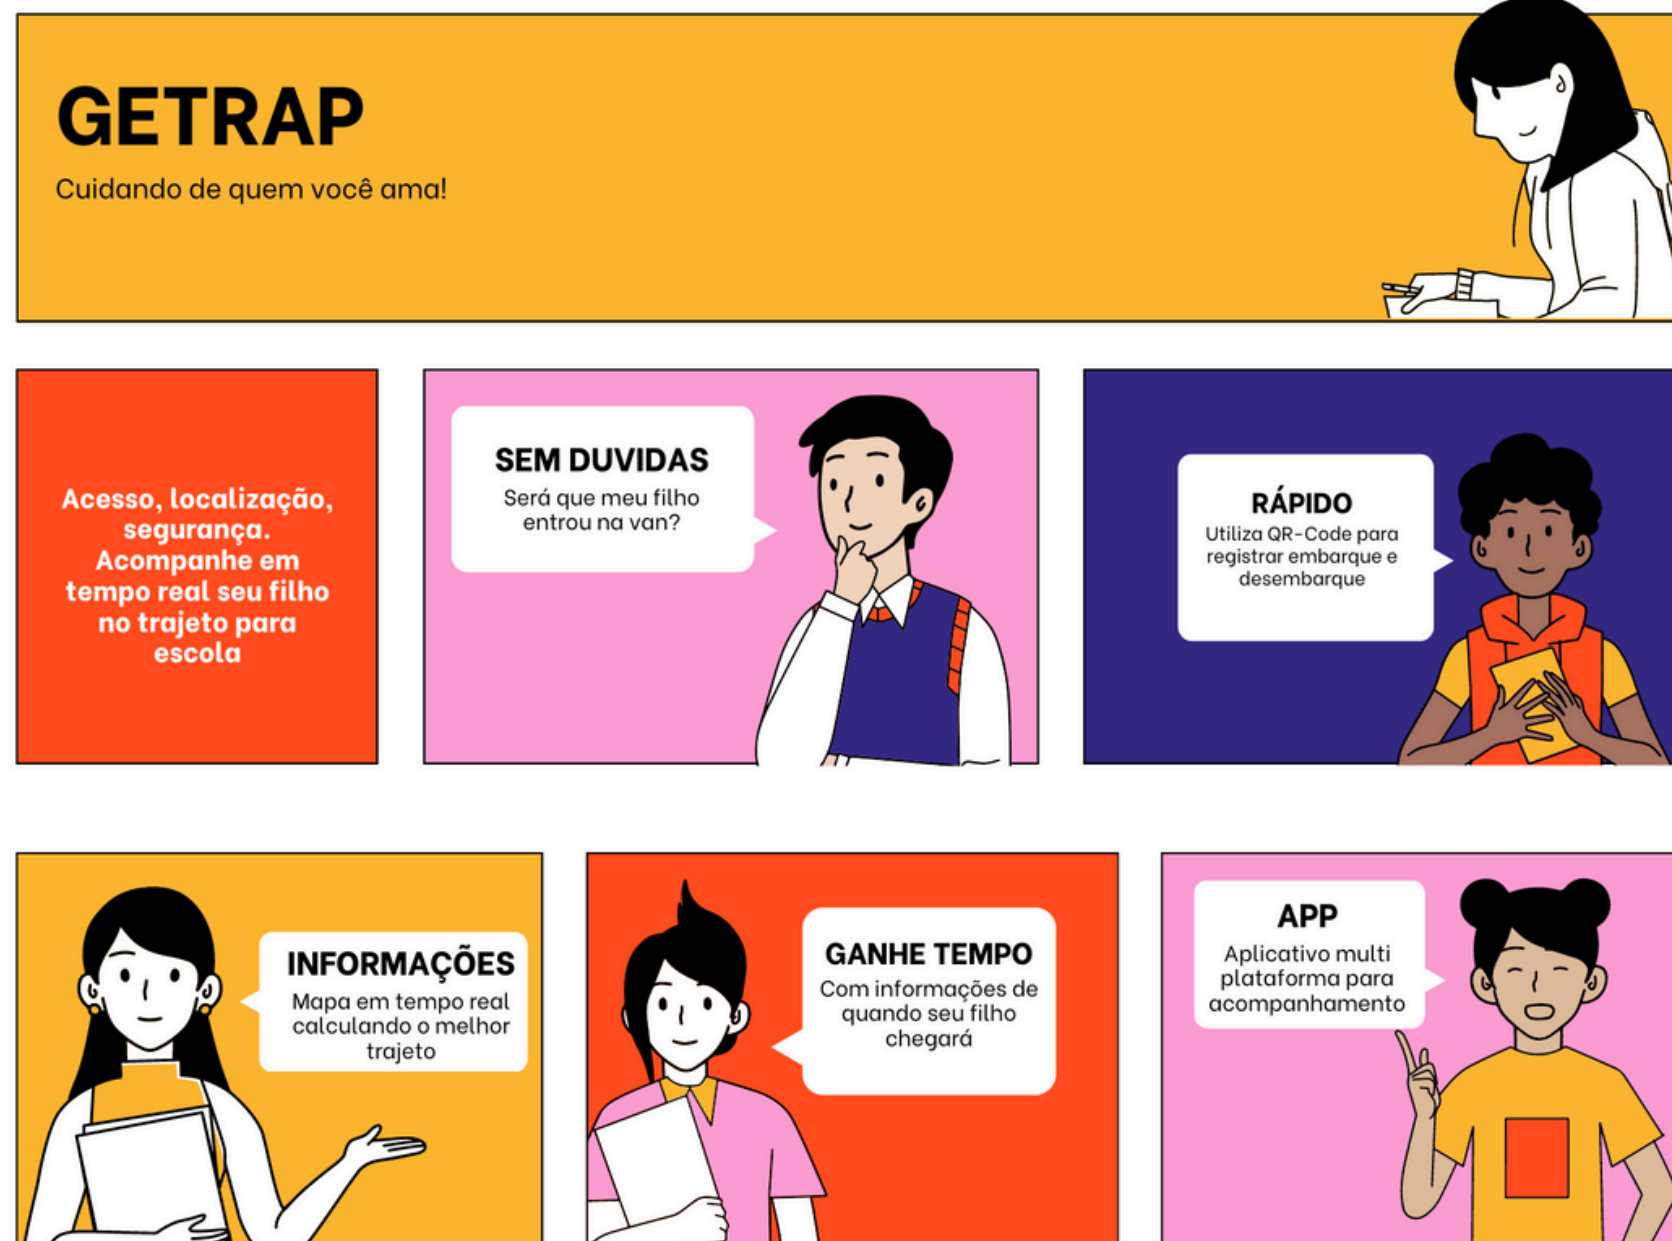 GETRAP
Cuidando de quem você ama!
Acesso, localização,
segurança.
Acompanhe em
tempo real seu filho
no trajeto para
escola
SEM DUVIDAS
Será que meu filho
entrou na van?
RÁPIDO
Utiliza QR-Code para
registrar embarque e
desembarque
INFORMAÇÕES
Mapa em tempo real
calculando o melhor
trajeto
GANHE TEMPO
Com informações de
quando seu filho
chegará
APP
Aplicativo multi
plataforma para
acompanhamento